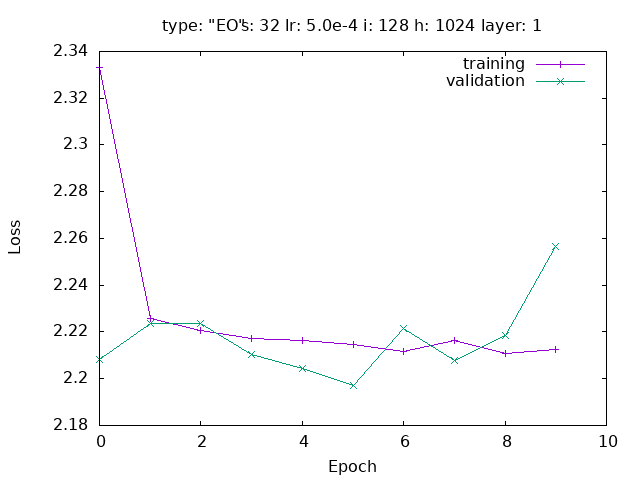 type: "EO's: 32 lr: 5.0e-4 i: 128 h: 1024 layer: 1
2.34
training
validation
2.32
2.3
2.28
2.26
2.24
2.22
2.2
2.18
Loss
0 2 4 6 8 10
Epoch